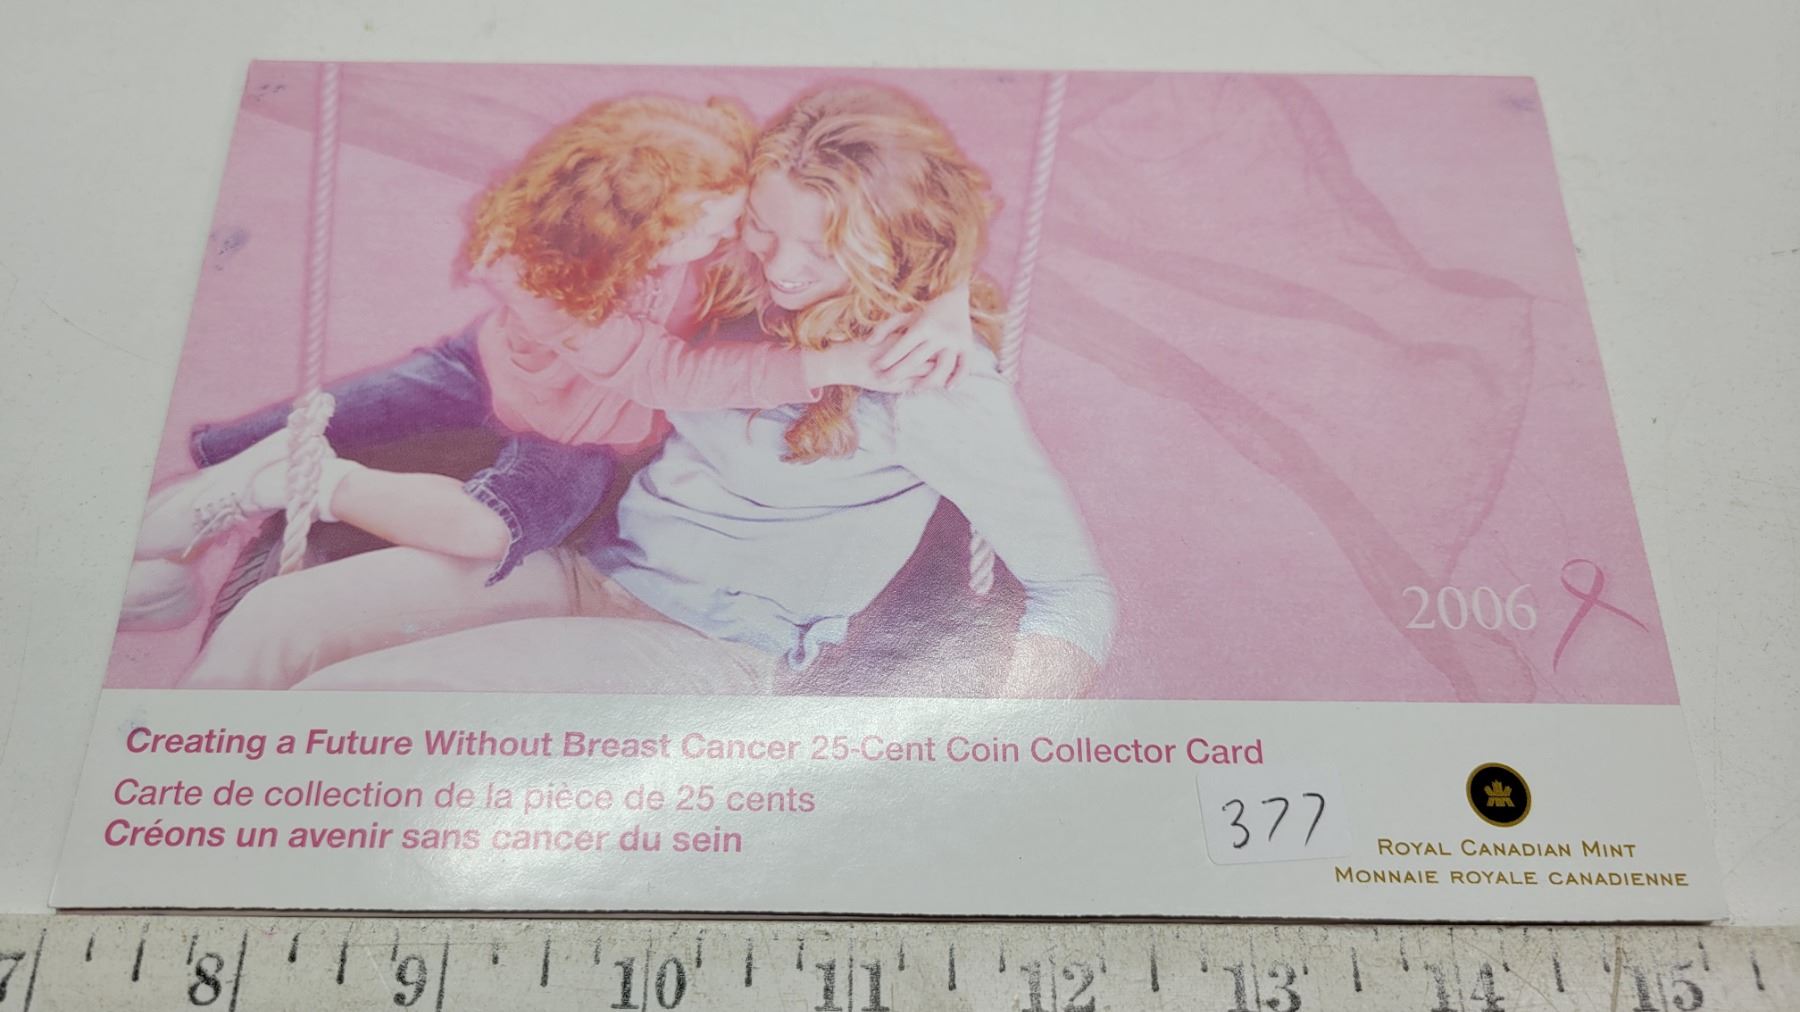 2006
Creating a Future Without Breast Cancer 25-Cent Coin Collector Card
Carte de collection de la pièce de 25 cents
Créons un avenir sans cancer du sein
377
ROYAL CANADIAN MINT
MONNAIE ROYALE CANADIENNE
7 8 9 10 11 12 13 14 15